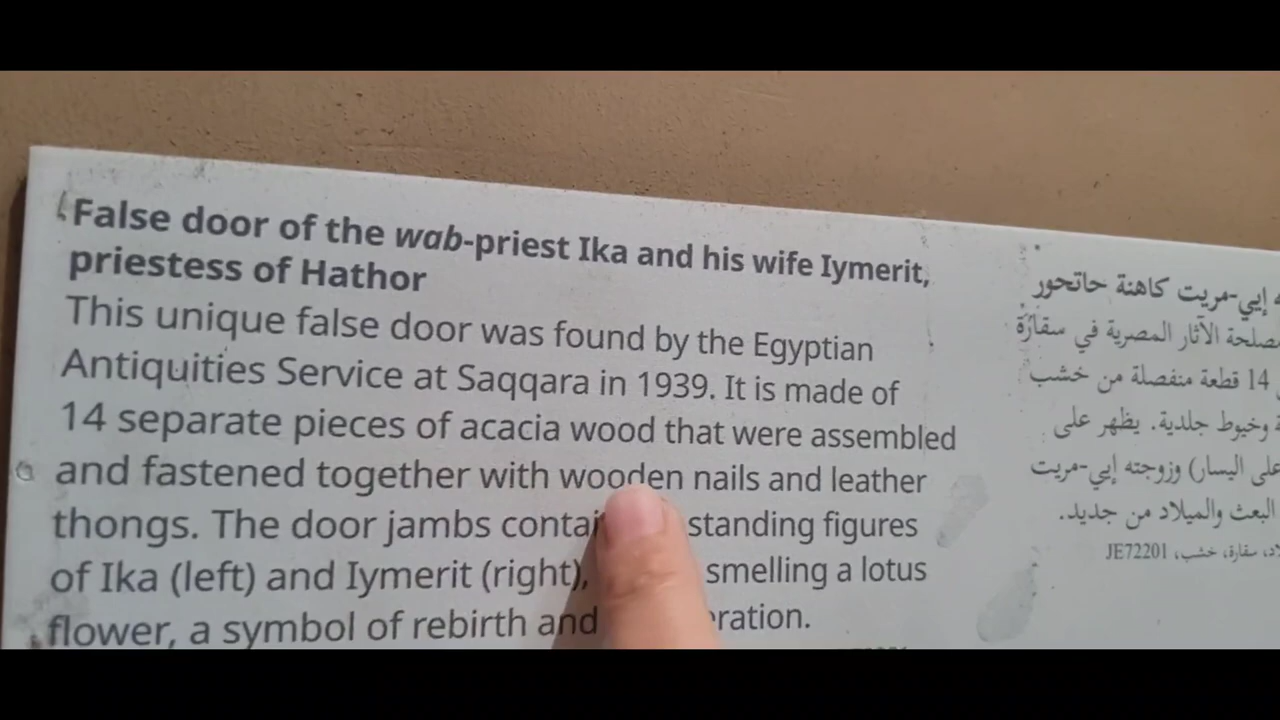 False door of the wab-priest Ika and his wife Iymerit,
priestess of Hathor
This unique false door was found by the Egyptian
Antiquities Service at Saqqara in 1939. It is made of
14 separate pieces of acacia wood that were assembled
and fastened together with wooden nails and leather
thongs. The door jambs standing figures
of Ika (left) and Iymerit (right), smelling a lotus
flower, a symbol of rebirth and
إيي-مريت كاهنة حاتحور
مصلحة الآثار المصرية في سقارة
14 قطعة منفصلة من خشب
وخيوط جلدية. يظهر على
على اليسار) وزوجته إيي-مريت
البعث والميلاد من جديد.
سقارة، خشب، JE72201